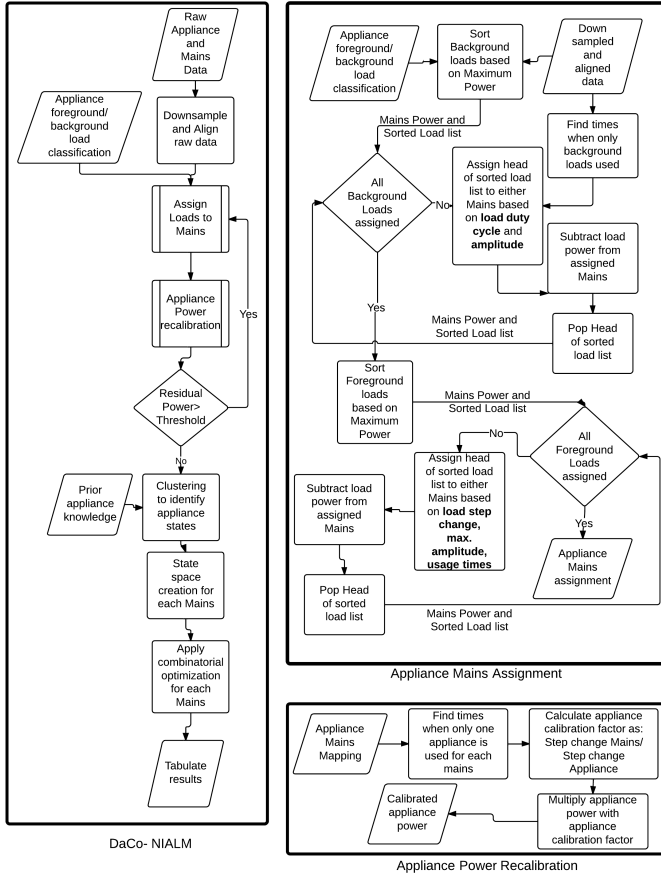 Raw
Appliance
and
Mains
Data
Appliance
foreground/
background
load
classification
Downsample
and Align
raw data
Assign
Loads to
Mains
Appliance
Power
recalibration
Yes
Residual
Power>
Threshold
No
Prior
appliance
knowledge
Clustering
to identify
appliance
states
State
space
creation for
each Mains
Apply
combinatorial
optimization
for each
Mains
Tabulate
results
DaCo- NIALM
Appliance
foreground/
background
load
classification
Sort
Background
loads based
on Maximum
Power
Down
sampled
and
aligned
data
Mains Power and
Sorted Load list
Find times
when only
background
loads used
All
Background
Loads
assigned
No
Assign head
of sorted load
list to either
Mains based
on load duty
cycle and
amplitude
Subtract load
power from
assigned
Mains
Yes
Mains Power and
Sorted Load list
Pop Head
of sorted
load list
Sort
Foreground
loads
based on
Maximum
Power
Mains Power and
Sorted Load list
No
All
Foreground
Loads
assigned
Assign head
of sorted load
list to either
Mains based
on load step
change,
max.
amplitude,
usage times
Subtract load
power from
assigned
Mains
Yes
Appliance
Mains
assignment
Pop Head
of sorted
load list
Mains Power and
Sorted Load list
Appliance Mains Assignment
Appliance
Mains
Mapping
Find times
when only one
appliance is
used for each
mains
Calculate appliance
calibration factor as:
Step change Mains/
Step change
Appliance
Calibrated
appliance
power
Multiply appliance
power with
appliance
calibration factor
Appliance Power Recalibration